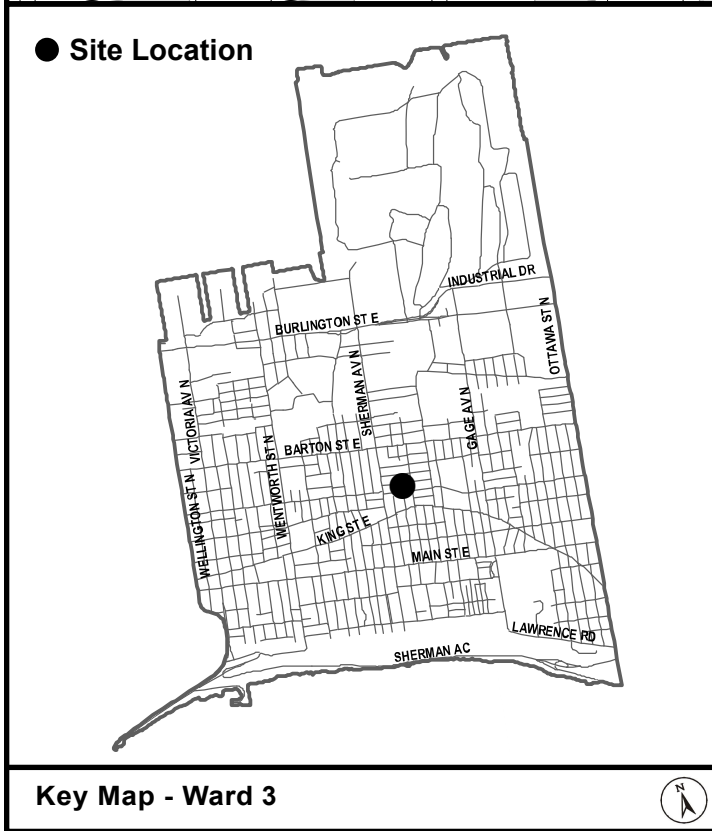 Site Location
INDUSTRIAL DR
BURLINGTON ST E
OTTAWA ST N
SHERMAN AV N
VICTORIA AV N
GAGE AV N
WENTWORTH ST N
BARTON ST E
WELLINGTON ST N
KING ST E
MAIN ST E
LAWRENCE RD
SHERMAN AC
Key Map - Ward 3
N